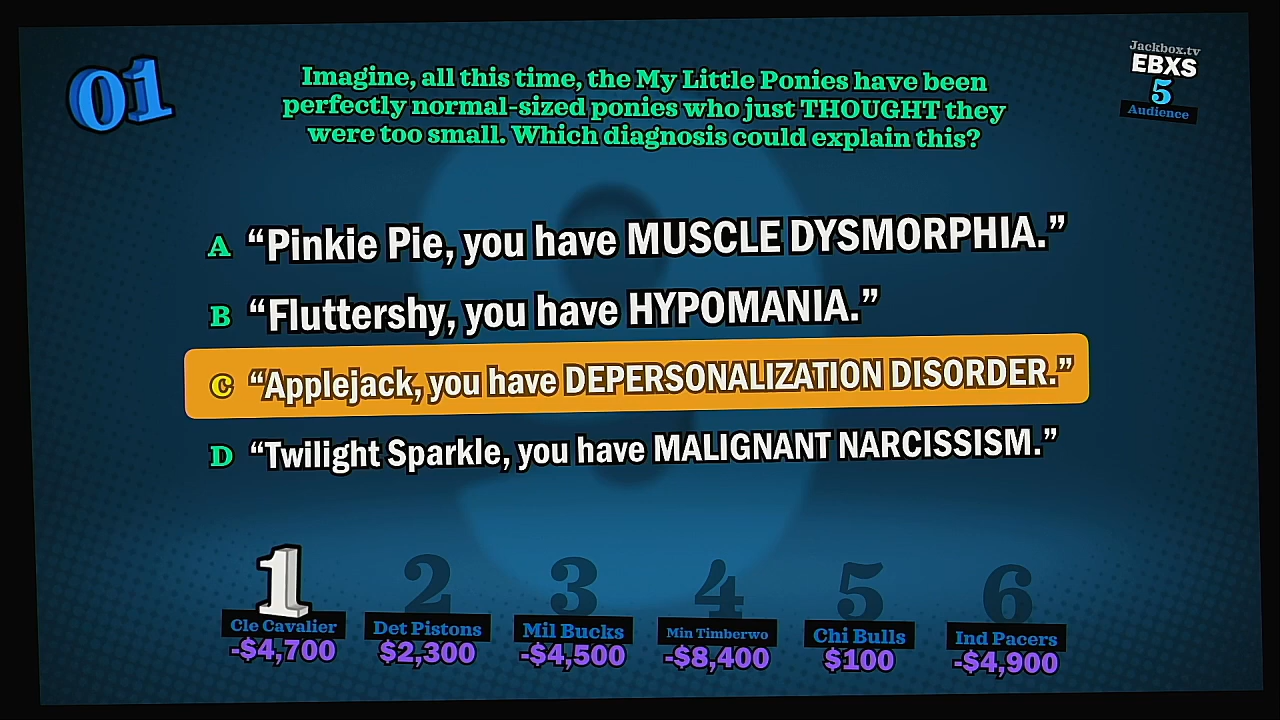 01
Imagine, all this time, the My Little Ponies have been
perfectly normal-sized ponies who just THOUGHT they
were too small. Which diagnosis could explain this?
Jackbox.tv
EBXS
5
Audience
9
A "Pinkie Pie, you have MUSCLE DYSMORPHIA."
B "Fluttershy, you have HYPOMANIA."
C "Applejack, you have DEPERSONALIZATION DISORDER."
D "Twilight Sparkle, you have MALIGNANT NARCISSISM."
1 2 3 4 5 6
Cle Cavalier Det Pistons Mil Bucks Min Timberwo Chi Bulls Ind Pacers
-$4,700 $2,300 -$4,500 -$8,400 $100 -$4,900